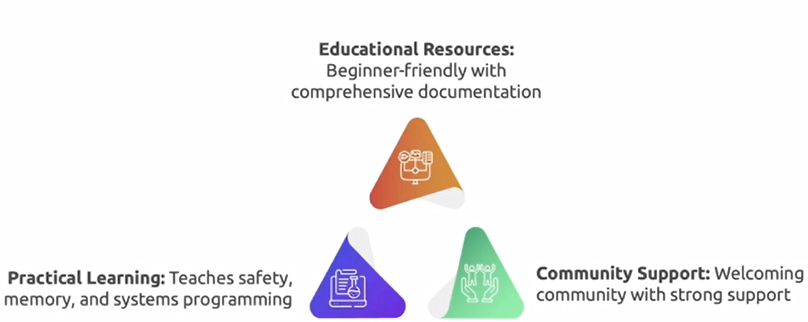 Educational Resources:
Beginner-friendly with
comprehensive documentation
Practical Learning: Teaches safety,
memory, and systems programming
Community Support: Welcoming
community with strong support